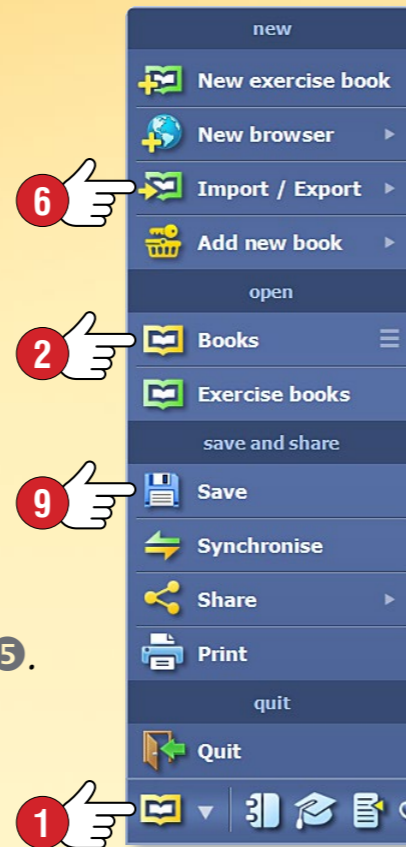 new
New exercise book
New browser
6 Import / Export
Add new book
open
2 Books
Exercise books
save and share
9 Save
Synchronise
Share
5.
Print
quit
Quit
1